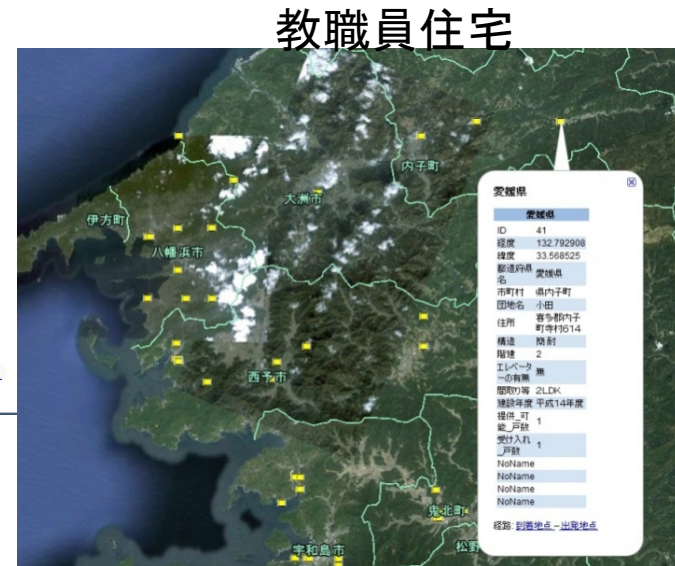 教職員住宅
内子町
大洲市
伊方町
八幡浜市
西予市
鬼北町
宇和島市
松野
愛媛県
愛媛県
ID 41
経度 132.792908
緯度 33.568525
都道府県名 愛媛県
市町村 県内子町
団地名 小田
住所 喜多郡内子
町寺村614
構造 簡耐
階建 2
エレベータ
ーの有無 無
間取り等 2LDK
建設年度 平成14年度
提供_可
能_戸数 1
受け入れ
_戸数 1
NoName
NoName
NoName
NoName
経路: 到着地点 - 出発地点